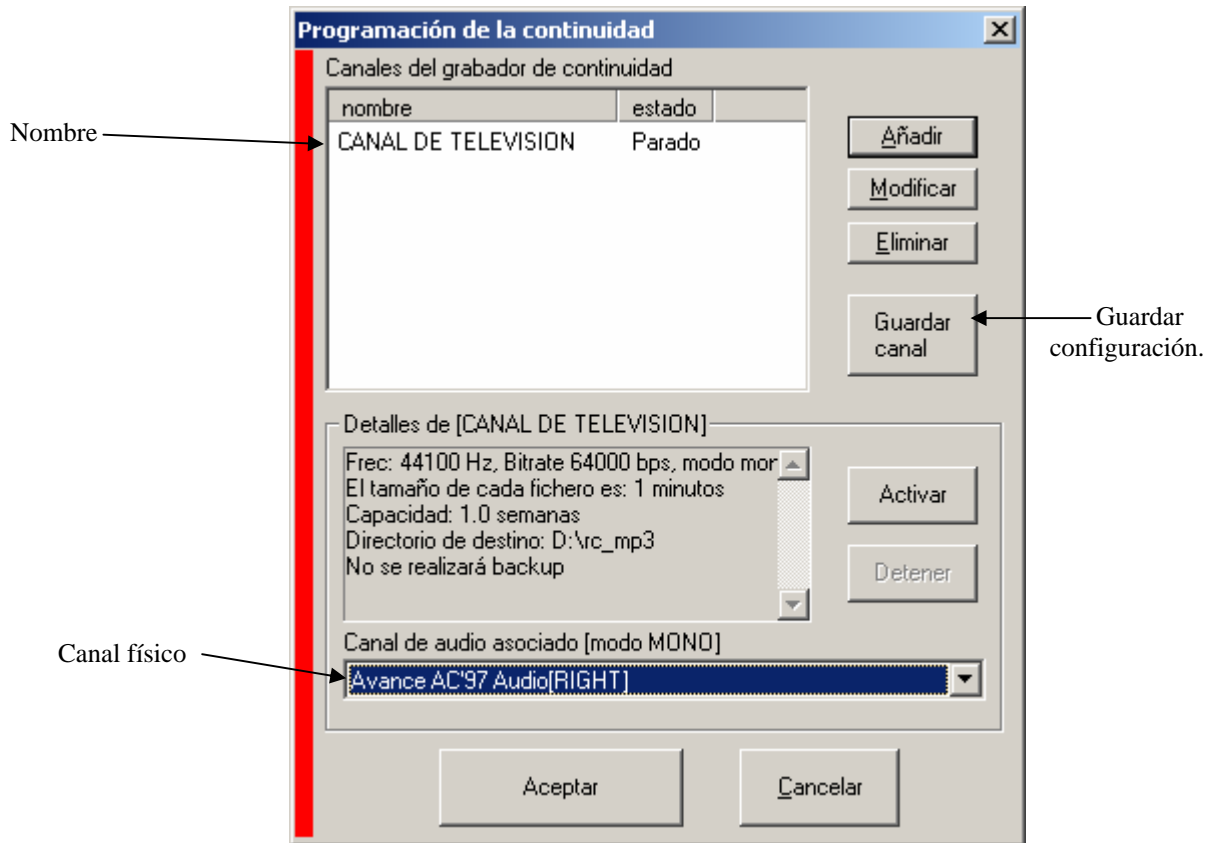 Programación de la continuidad
Canales del grabador de continuidad
nombre estado
CANAL DE TELEVISION Parado
Nombre
Añadir
Modificar
Eliminar
Guardar
canal
Guardar
configuración.
Detalles de [CANAL DE TELEVISION]
Frec: 44100 Hz, Bitrate 64000 bps, modo mor
El tamaño de cada fichero es: 1 minutos
Capacidad: 1.0 semanas
Directorio de destino: D:\rc_mp3
No se realizará backup
Activar
Detener
Canal de audio asociado [modo MONO]
Canal físico
Avance AC'97 Audio[RIGHT]
Aceptar
Cancelar